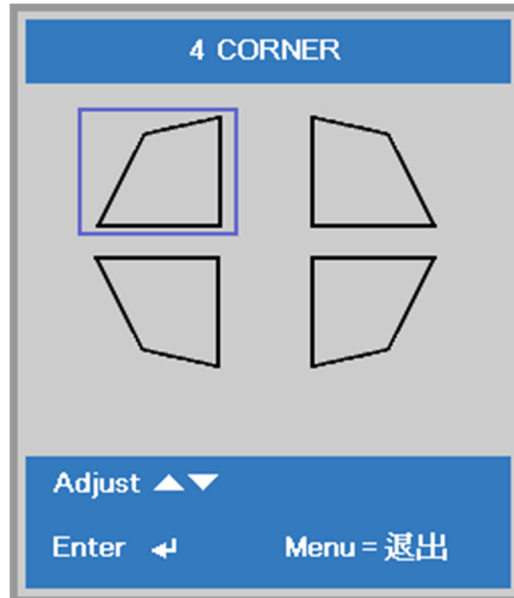 4 CORNER
Adjust ▲▼
Enter ↵
Menu = 退出